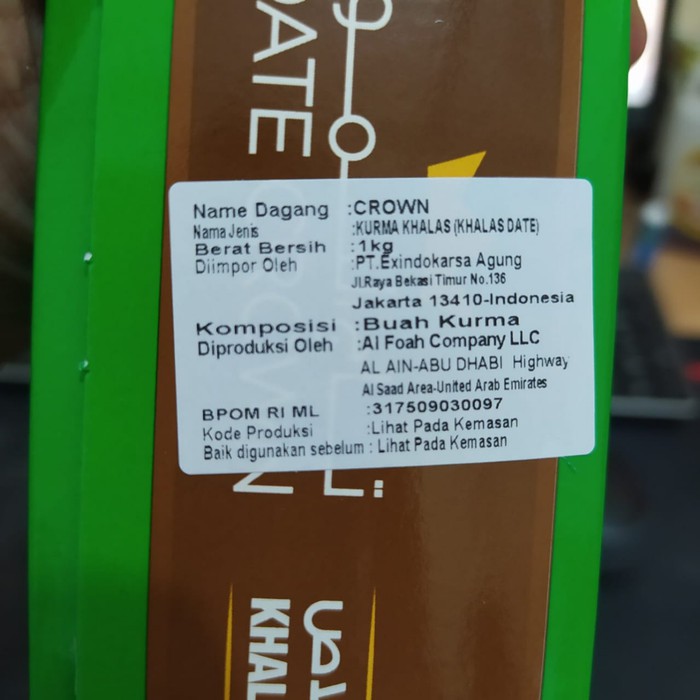 DATE CROWN
Name Dagang :CROWN
Nama Jenis :KURMA KHALAS (KHALAS DATE)
Berat Bersih :1kg
Diimpor Oleh :PT.Exindokarsa Agung
Jl.Raya Bekasi Timur No.136
Jakarta 13410-Indonesia
Komposisi :Buah Kurma
Diproduksi Oleh :Al Foah Company LLC
AL AIN-ABU DHABI Highway
Al Saad Area-United Arab Emirates
BPOM RI ML :317509030097
Kode Produksi :Lihat Pada Kemasan
Baik digunakan sebelum : Lihat Pada Kemasan
KHAL